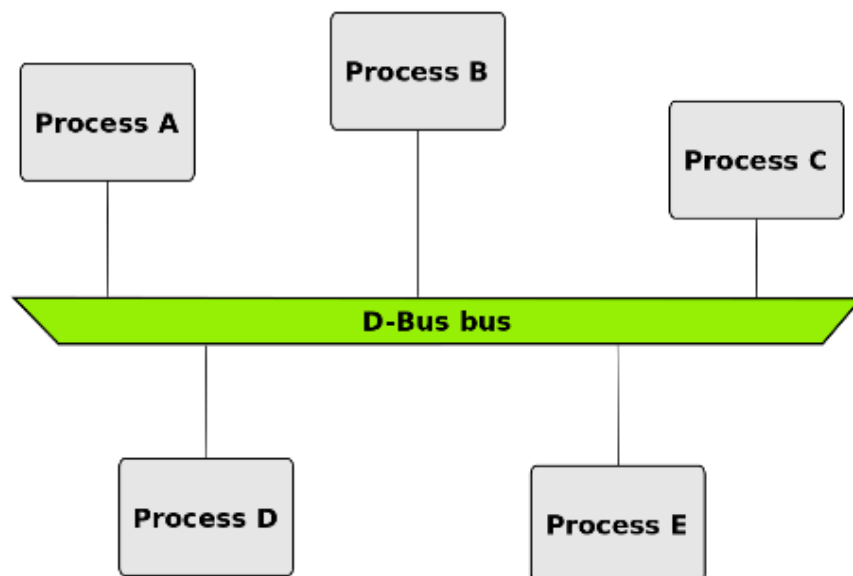 Process B
Process A
Process C
D-Bus bus
Process D
Process E